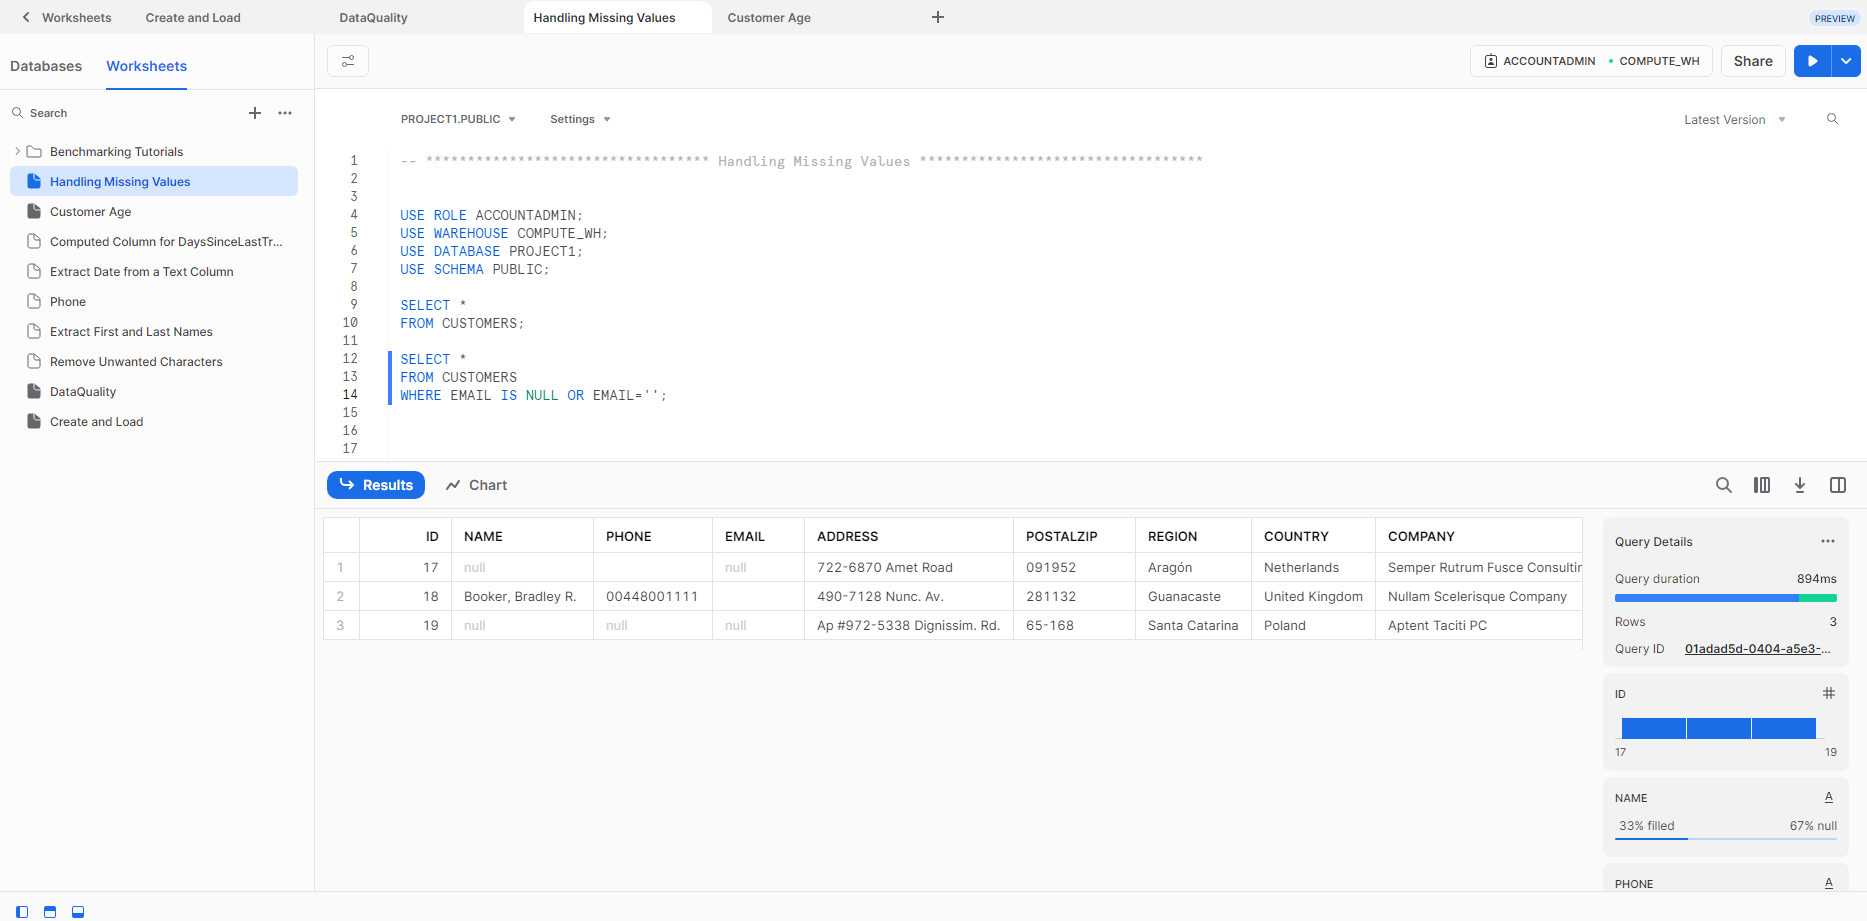 Worksheets Create and Load DataQuality Handling Missing Values Customer Age + PREVIEW
Databases Worksheets
ACCOUNTADMIN • COMPUTE_WH Share
Search
PROJECT1.PUBLIC Settings Latest Version
Benchmarking Tutorials
Handling Missing Values
Customer Age
Computed Column for DaysSinceLastTr...
Extract Date from a Text Column
Phone
Extract First and Last Names
Remove Unwanted Characters
DataQuality
Create and Load
1 -- ********************************** Handling Missing Values **********************************
2
3
4 USE ROLE ACCOUNTADMIN;
5 USE WAREHOUSE COMPUTE_WH;
6 USE DATABASE PROJECT1;
7 USE SCHEMA PUBLIC;
8
9 SELECT *
10 FROM CUSTOMERS;
11
12 SELECT *
13 FROM CUSTOMERS
14 WHERE EMAIL IS NULL OR EMAIL='';
15
16
17
Results Chart
ID NAME PHONE EMAIL ADDRESS POSTALZIP REGION COUNTRY COMPANY
1 17 null null 722-6870 Amet Road 091952 Aragón Netherlands Semper Rutrum Fusce Consultin
2 18 Booker, Bradley R. 00448001111 490-7128 Nunc. Av. 281132 Guanacaste United Kingdom Nullam Scelerisque Company
3 19 null null null Ap #972-5338 Dignissim. Rd. 65-168 Santa Catarina Poland Aptent Taciti PC
Query Details ...
Query duration 894ms
Rows 3
Query ID 01adad5d-0404-a5e3-...
ID #
17 19
NAME A
33% filled 67% null
PHONE A